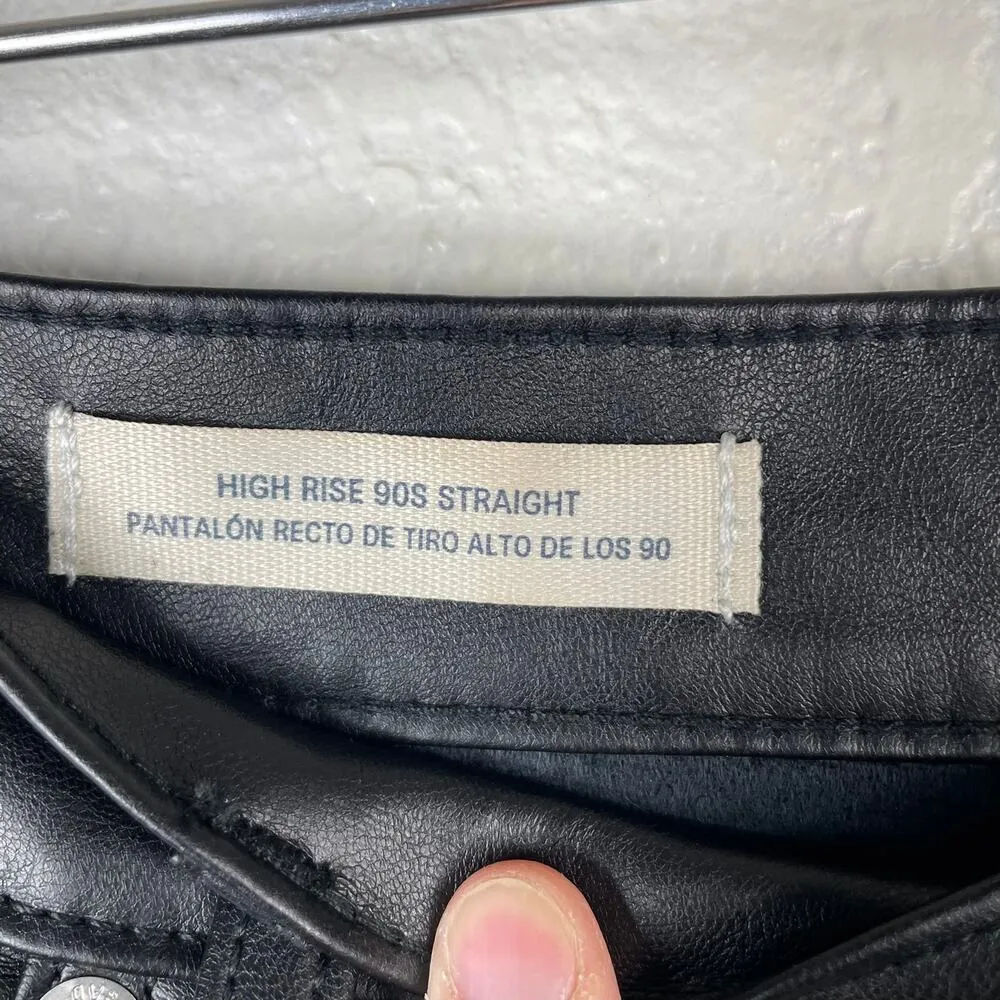 HIGH RISE 90S STRAIGHT
PANTALÓN RECTO DE TIRO ALTO DE LOS 90